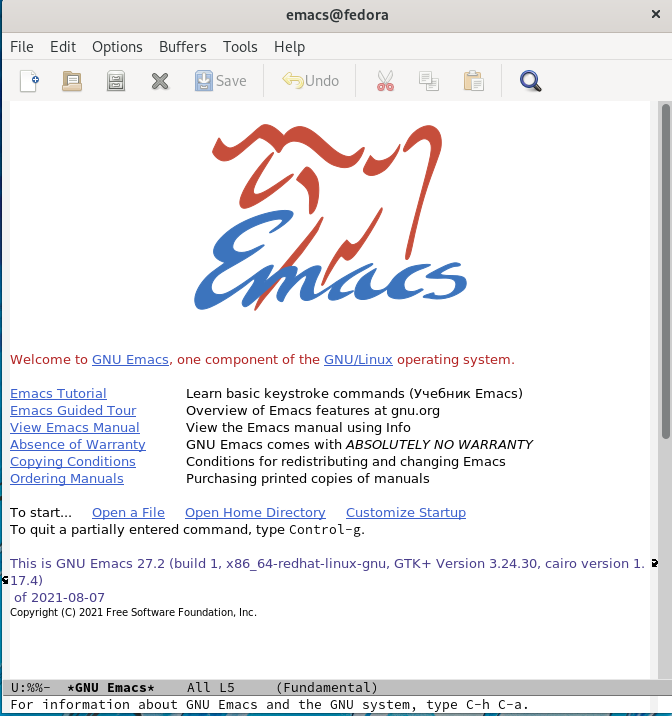 emacs@fedora
File Edit Options Buffers Tools Help
Save Undo
Emacs
Welcome to GNU Emacs, one component of the GNU/Linux operating system.
Emacs Tutorial Learn basic keystroke commands (Учебник Emacs)
Emacs Guided Tour Overview of Emacs features at gnu.org
View Emacs Manual View the Emacs manual using Info
Absence of Warranty GNU Emacs comes with ABSOLUTELY NO WARRANTY
Copying Conditions Conditions for redistributing and changing Emacs
Ordering Manuals Purchasing printed copies of manuals
To start... Open a File Open Home Directory Customize Startup
To quit a partially entered command, type Control-g.
This is GNU Emacs 27.2 (build 1, x86_64-redhat-linux-gnu, GTK+ Version 3.24.30, cairo version 1.
17.4)
of 2021-08-07
Copyright (C) 2021 Free Software Foundation, Inc.
U:%%- *GNU Emacs* All L5 (Fundamental)
For information about GNU Emacs and the GNU system, type C-h C-a.